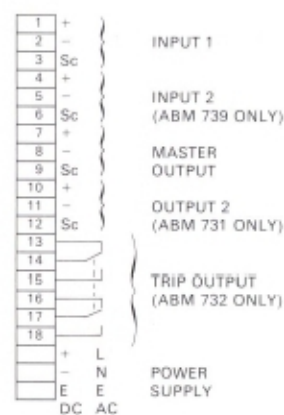 1 +
2 - INPUT 1
3 Sc
4 +
5 - INPUT 2
6 Sc (ABM 739 ONLY)
7 +
8 - MASTER
9 Sc OUTPUT
10 +
11 - OUTPUT 2
12 Sc (ABM 731 ONLY)
13
14
15 TRIP OUTPUT
16 (ABM 732 ONLY)
17
18
+ L
- N POWER
E E SUPPLY
DC AC